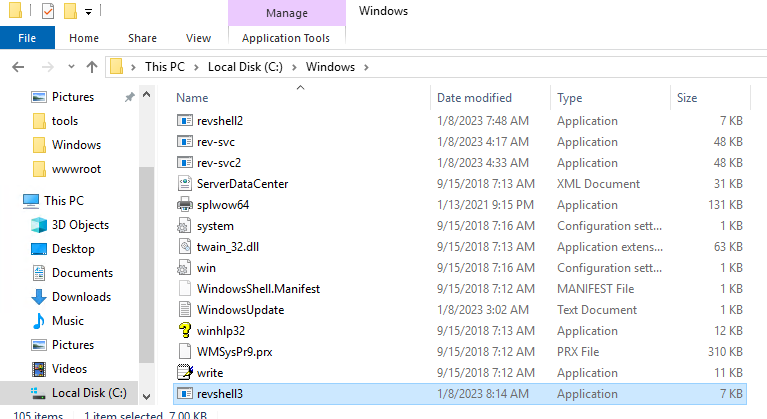 Manage Windows
File Home Share View Application Tools
This PC Local Disk (C:) Windows
Name Date modified Type Size
Pictures
tools
Windows
wwwroot
This PC
3D Objects
Desktop
Documents
Downloads
Music
Pictures
Videos
Local Disk (C:)
revshell2 1/8/2023 7:48 AM Application 7 KB
rev-svc 1/8/2023 4:17 AM Application 48 KB
rev-svc2 1/8/2023 4:33 AM Application 48 KB
ServerDataCenter 9/15/2018 7:13 AM XML Document 31 KB
splwow64 1/13/2021 9:15 PM Application 131 KB
system 9/15/2018 7:16 AM Configuration sett... 1 KB
twain_32.dll 9/15/2018 7:13 AM Application extens... 63 KB
win 9/15/2018 7:16 AM Configuration sett... 1 KB
WindowsShell.Manifest 9/15/2018 7:12 AM MANIFEST File 1 KB
WindowsUpdate 1/8/2023 3:02 AM Text Document 1 KB
winhlp32 9/15/2018 7:13 AM Application 12 KB
WMSysPr9.prx 9/15/2018 7:12 AM PRX File 310 KB
write 9/15/2018 7:12 AM Application 11 KB
revshell3 1/8/2023 8:14 AM Application 7 KB
105 items 1 item selected 7.00 KB